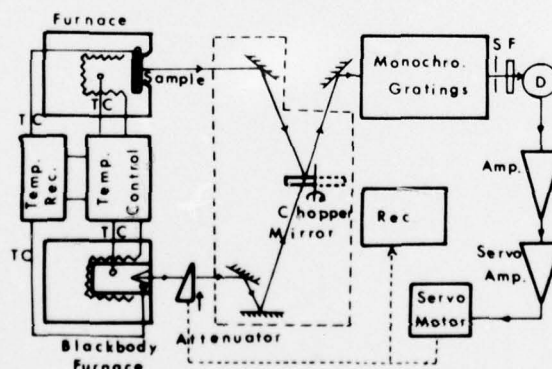 Furnace
Sample
TC
TC
Temp.
Rec.
Temp.
Control
TC
TC
Blackbody
Furnace
Attenuator
Chopper
Mirror
Monochro.
Gratings
S F
D
Amp.
Servo
Amp.
Rec
Servo
Motor